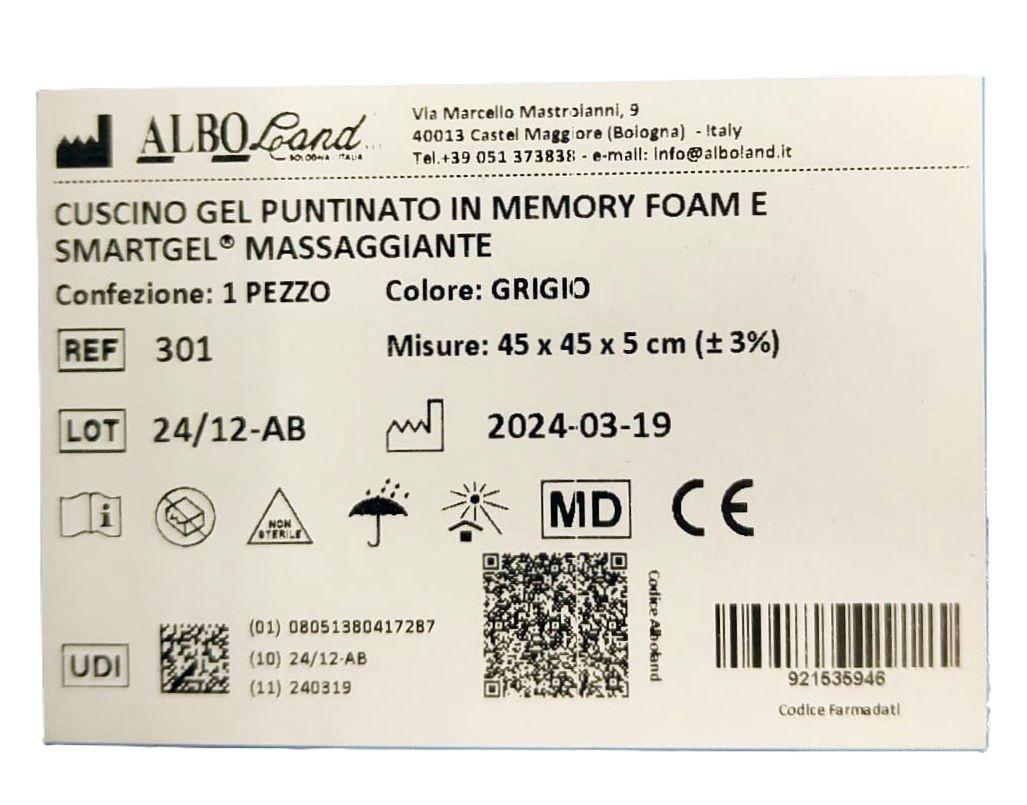 ALBO Land
BOLOGNA ITALIA
Via Marcello Mastroianni, 9
40013 Castel Maggiore (Bologna) - Italy
Tel.+39 051 373838 - e-mail: info@alboland.it
CUSCINO GEL PUNTINATO IN MEMORY FOAM E
SMARTGEL® MASSAGGIANTE
Confezione: 1 PEZZO Colore: GRIGIO
REF 301 Misure: 45 x 45 x 5 cm (± 3%)
LOT 24/12-AB 2024-03-19
i NON STERILE MD CE
UDI
(01) 08051380417287
(10) 24/12-AB
(11) 240319
Codice Alboland
921535946
Codice Farmadati